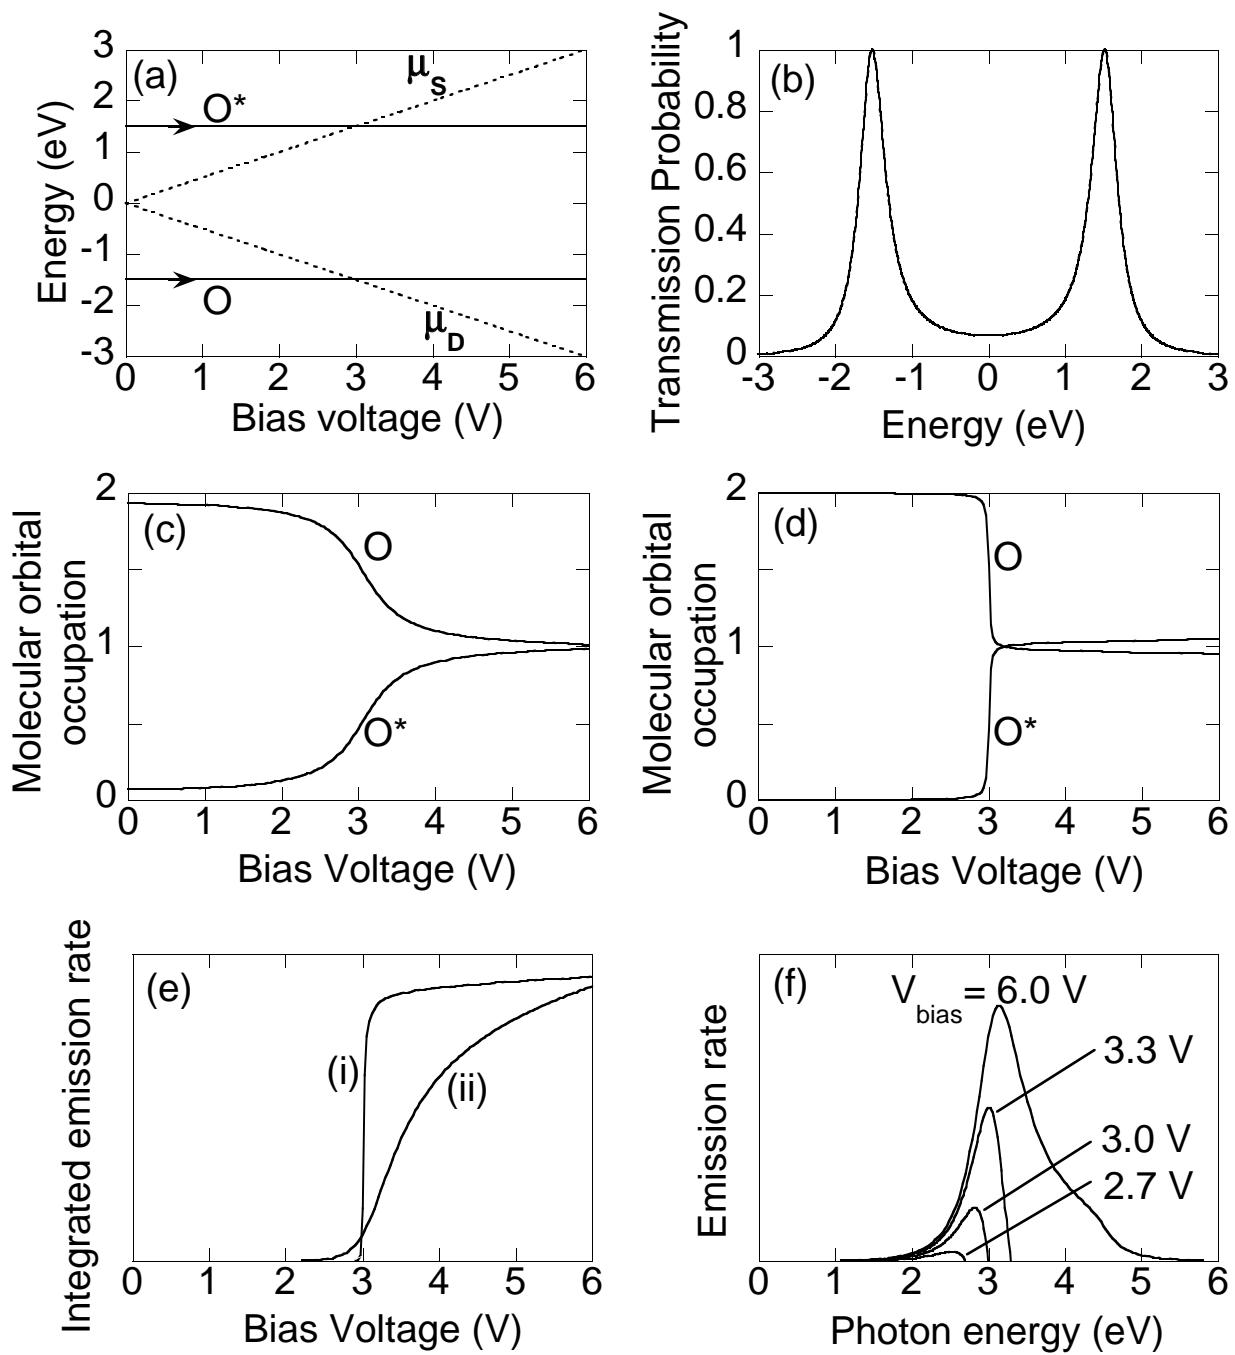 (a)
Energy (eV)
3
2
1
0
-1
-2
-3
O*
O
μS
μD
0 1 2 3 4 5 6
Bias voltage (V)
(b)
Transmission Probability
1
0.8
0.6
0.4
0.2
0
-3 -2 -1 0 1 2 3
Energy (eV)
(c)
Molecular orbital
occupation
2
1
0
O
O*
0 1 2 3 4 5 6
Bias Voltage (V)
(d)
Molecular orbital
occupation
2
1
0
O
O*
0 1 2 3 4 5 6
Bias Voltage (V)
(e)
Integrated emission rate
(i)
(ii)
0 1 2 3 4 5 6
Bias Voltage (V)
(f)
Emission rate
Vbias = 6.0 V
3.3 V
3.0 V
2.7 V
0 1 2 3 4 5 6
Photon energy (eV)